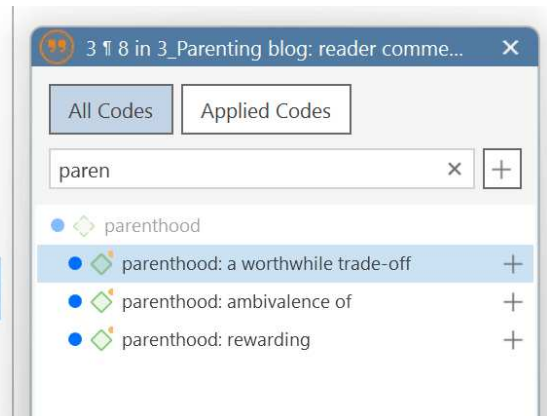 3 ¶ 8 in 3_Parenting blog: reader comme...
All Codes Applied Codes
paren
parenthood
parenthood: a worthwhile trade-off
parenthood: ambivalence of
parenthood: rewarding